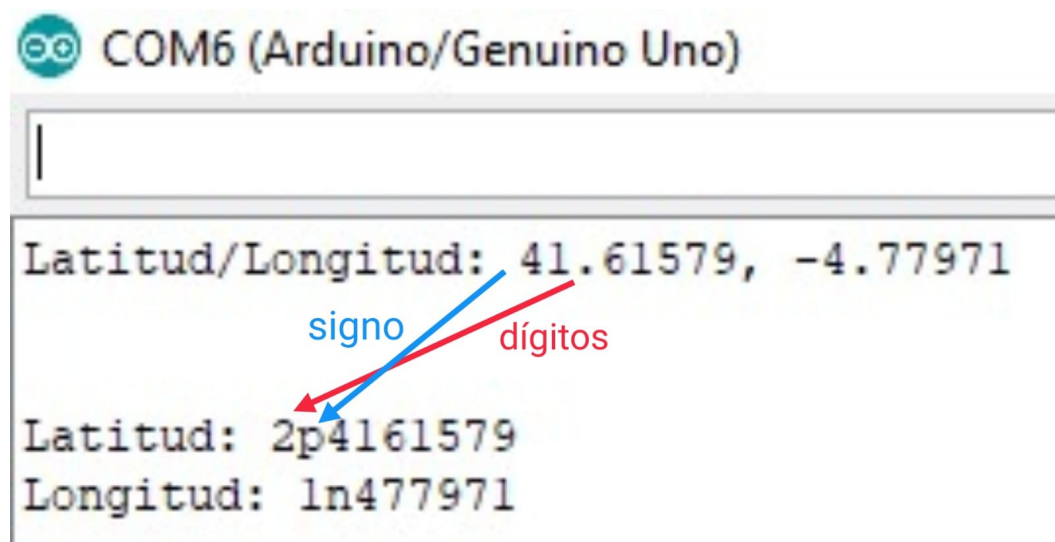 COM6 (Arduino/Genuino Uno)
Latitud/Longitud: 41.61579, -4.77971
signo
dígitos
Latitud: 2p4161579
Longitud: 1n477971